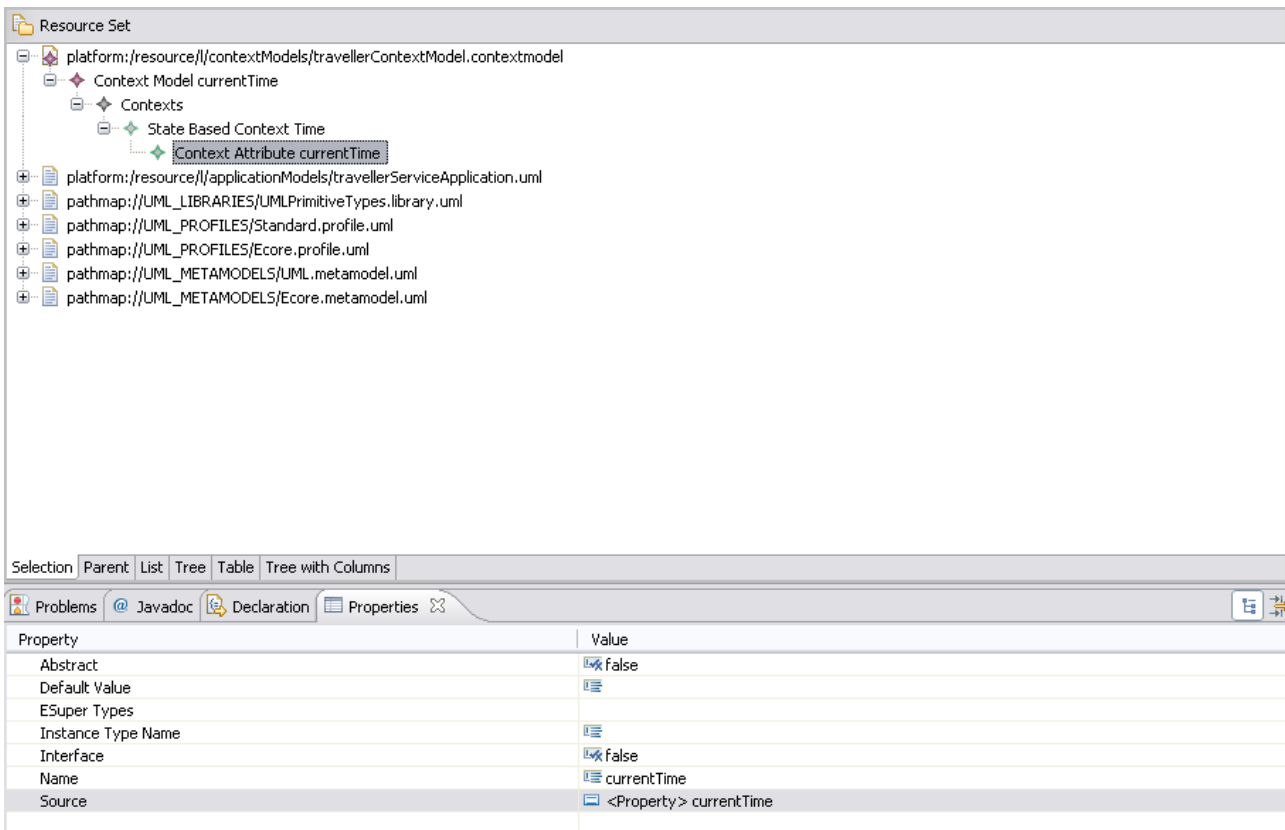 Resource Set
platform:/resource/l/contextModels/travellerContextModel.contextmodel
Context Model currentTime
Contexts
State Based Context Time
Context Attribute currentTime
platform:/resource/l/applicationModels/travellerServiceApplication.uml
pathmap://UML_LIBRARIES/UMLPrimitiveTypes.library.uml
pathmap://UML_PROFILES/Standard.profile.uml
pathmap://UML_PROFILES/Ecore.profile.uml
pathmap://UML_METAMODELS/UML.metamodel.uml
pathmap://UML_METAMODELS/Ecore.metamodel.uml
Selection Parent List Tree Table Tree with Columns
Problems @ Javadoc Declaration Properties
Property Value
Abstract false
Default Value
ESuper Types
Instance Type Name
Interface false
Name currentTime
Source <Property> currentTime